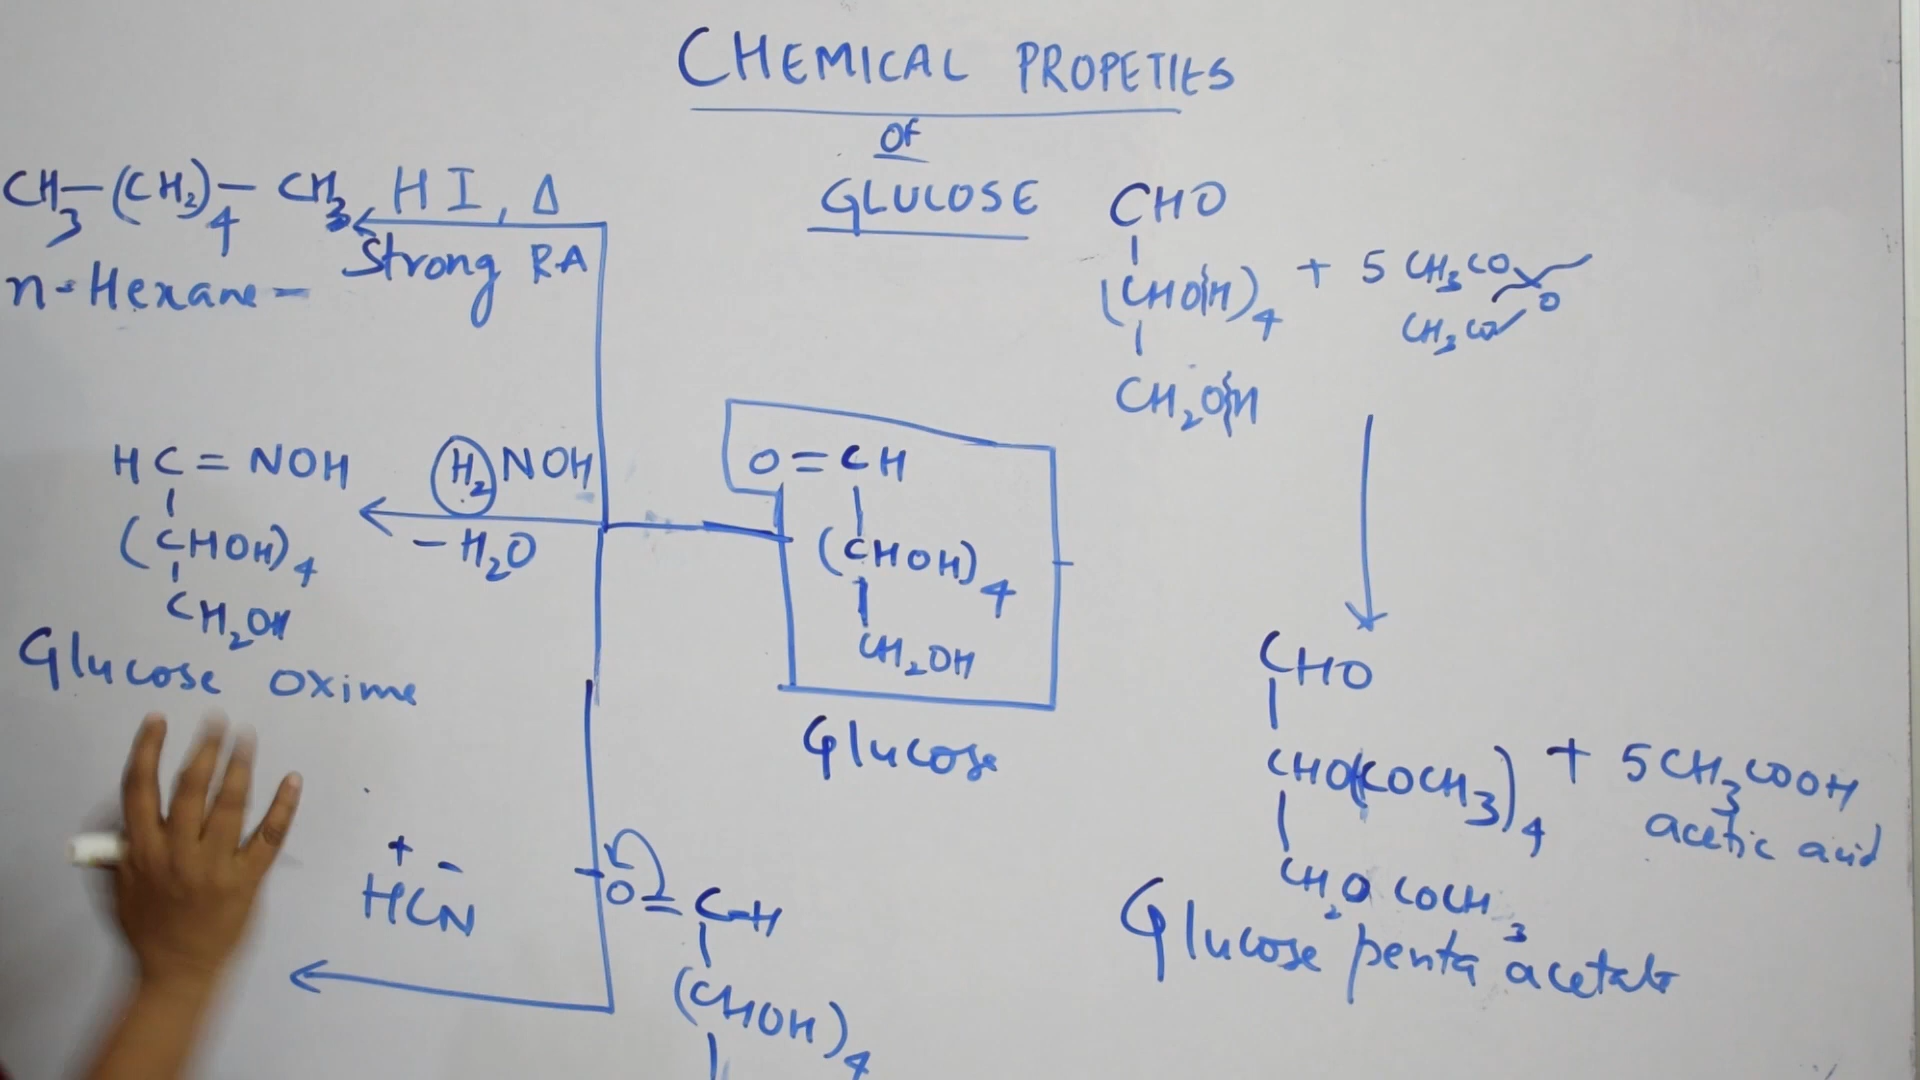 CHEMICAL PROPETIES
OF
GLUCOSE
CH3-(CH2)4-CH3
HI, Δ
Strong RA
n-Hexane-
HC=NOH
(CHOH)4
CH2OH
Glucose oxime
H2NOH
-H2O
O=CH
(CHOH)4
CH2OH
Glucose
+ -
HCN
O=C-H
(CHOH)4
CHO
(CHOH)4
CH2OH
+ 5 CH3CO
O
CH3CO
CHO
CHO(COCH3)4
CH2OCOCH3
+ 5CH3COOH
acetic acid
Glucose penta acetate